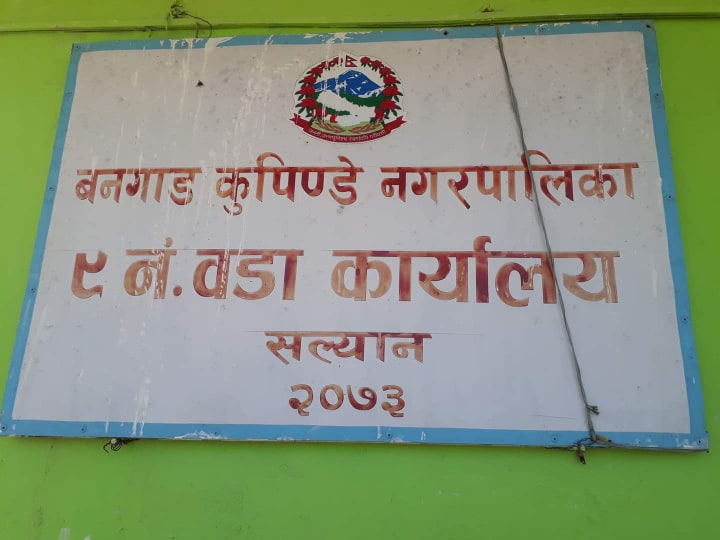 बनगाड कुपिण्डे नगरपालिका
९ नं. वडा कार्यालय
सल्यान
२०७३